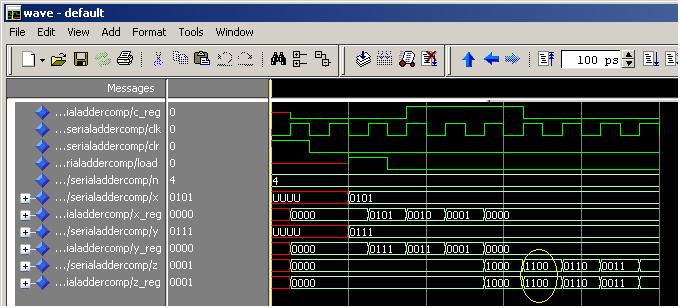 wave - default
File Edit View Add Format Tools Window
100 ps
Messages
...ialaddercomp/c_reg 0
...serialaddercomp/clk 0
...serialaddercomp/clr 0
...rialaddercomp/load 0
.../serialaddercomp/n 4 4
.../serialaddercomp/x 0101 UUUU 0101
...ialaddercomp/x_reg 0000 0000 0101 0010 0001 0000
.../serialaddercomp/y 0111 UUUU 0111
...ialaddercomp/y_reg 0000 0000 0111 0011 0001 0000
.../serialaddercomp/z 0001 0000 1000 1100 0110 0011
...ialaddercomp/z_reg 0001 0000 1000 1100 0110 0011